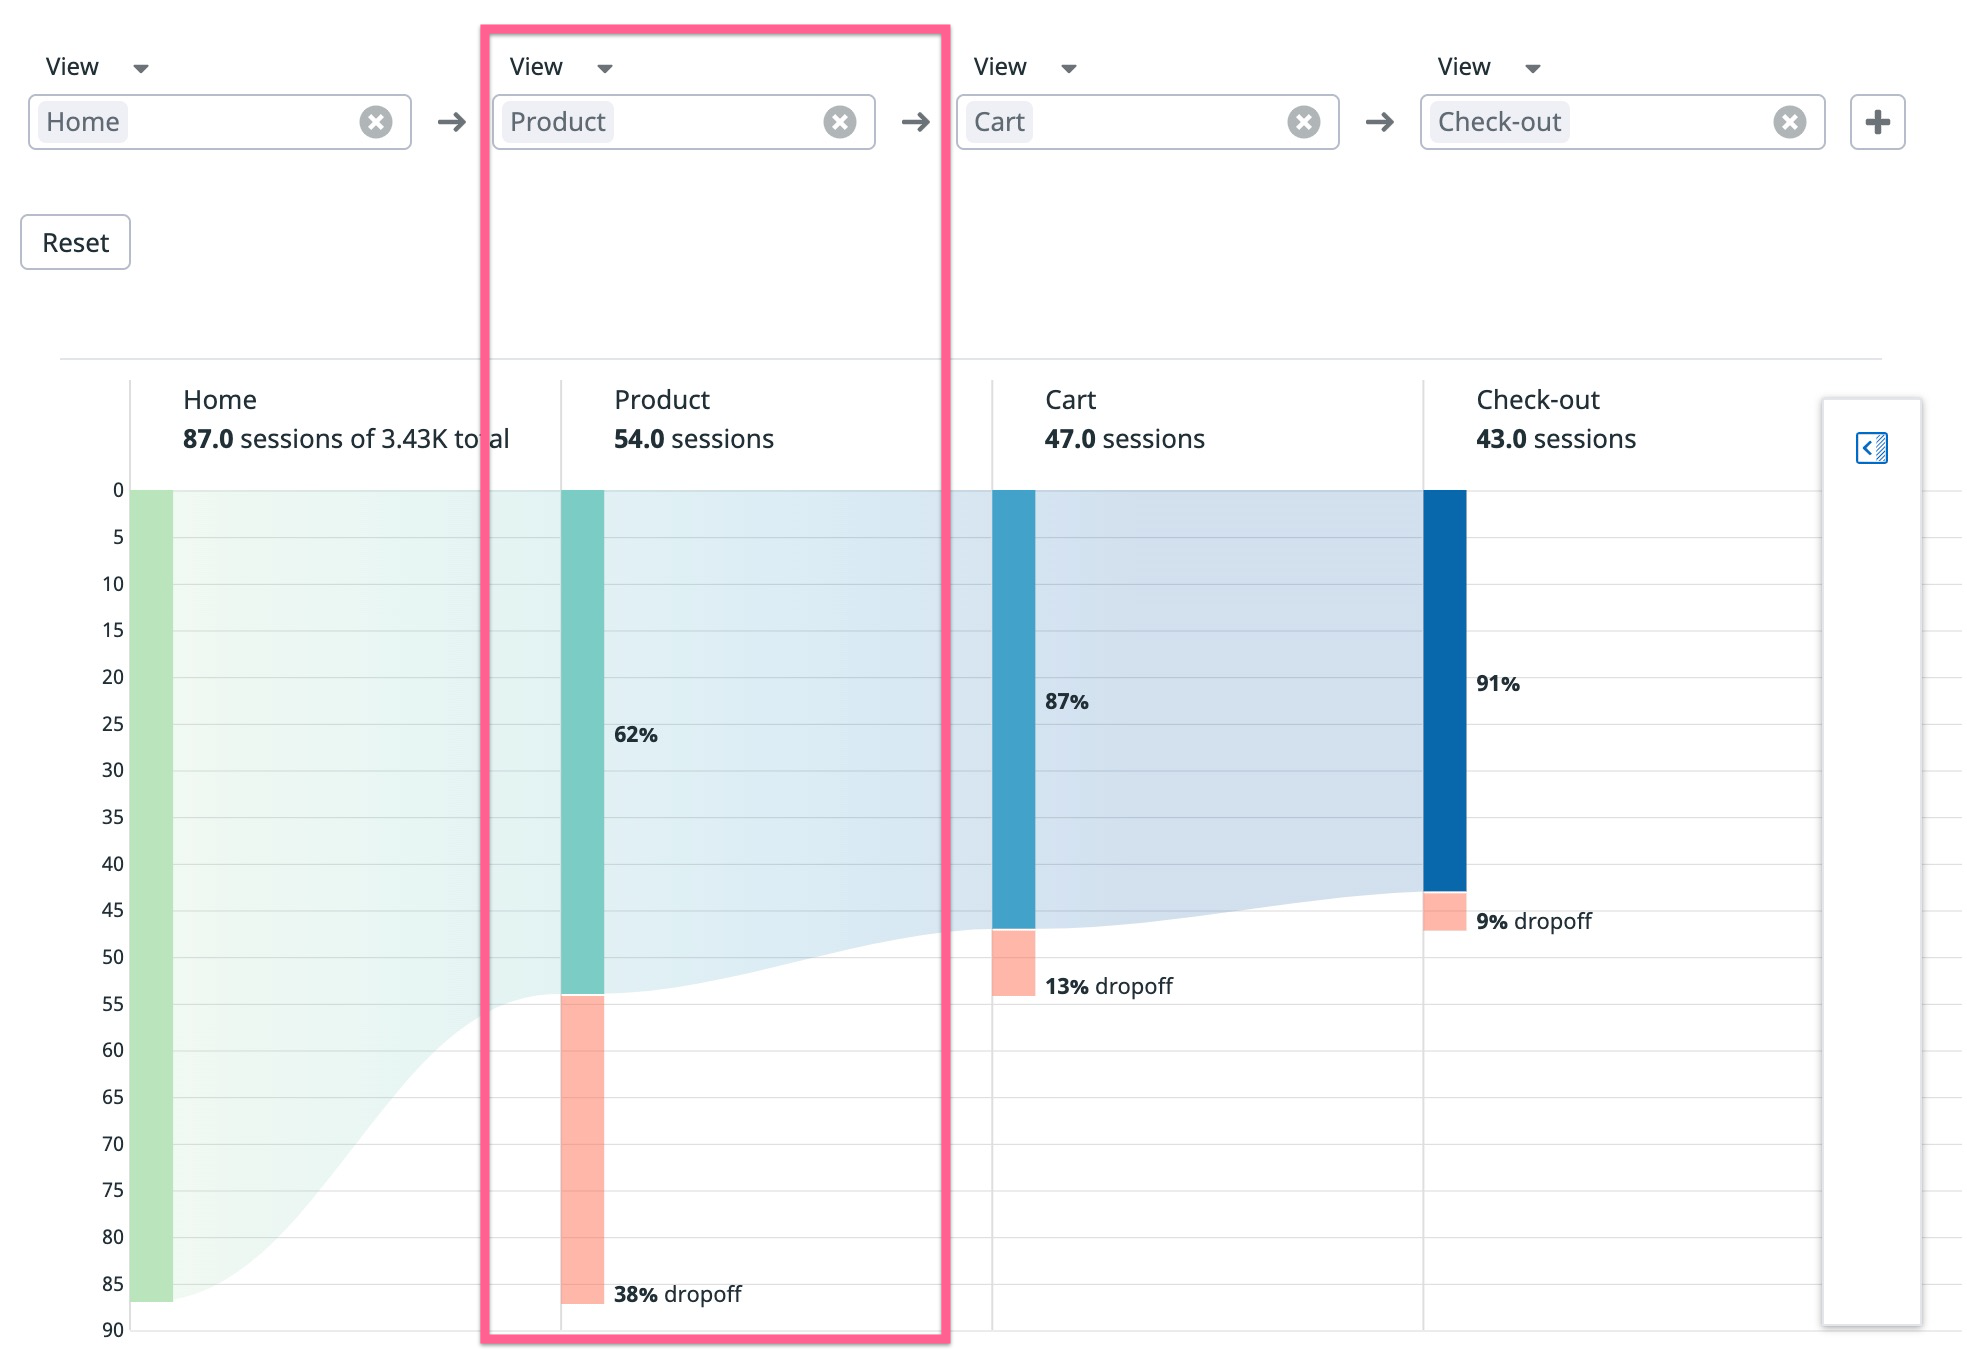 View View View View
Home Product Cart Check-out
Reset
Home Product Cart Check-out
87.0 sessions of 3.43K total 54.0 sessions 47.0 sessions 43.0 sessions
0
5
10
15
20
25
30
35
40
45
50
55
60
65
70
75
80
85
90
62%
38% dropoff
87%
13% dropoff
91%
9% dropoff